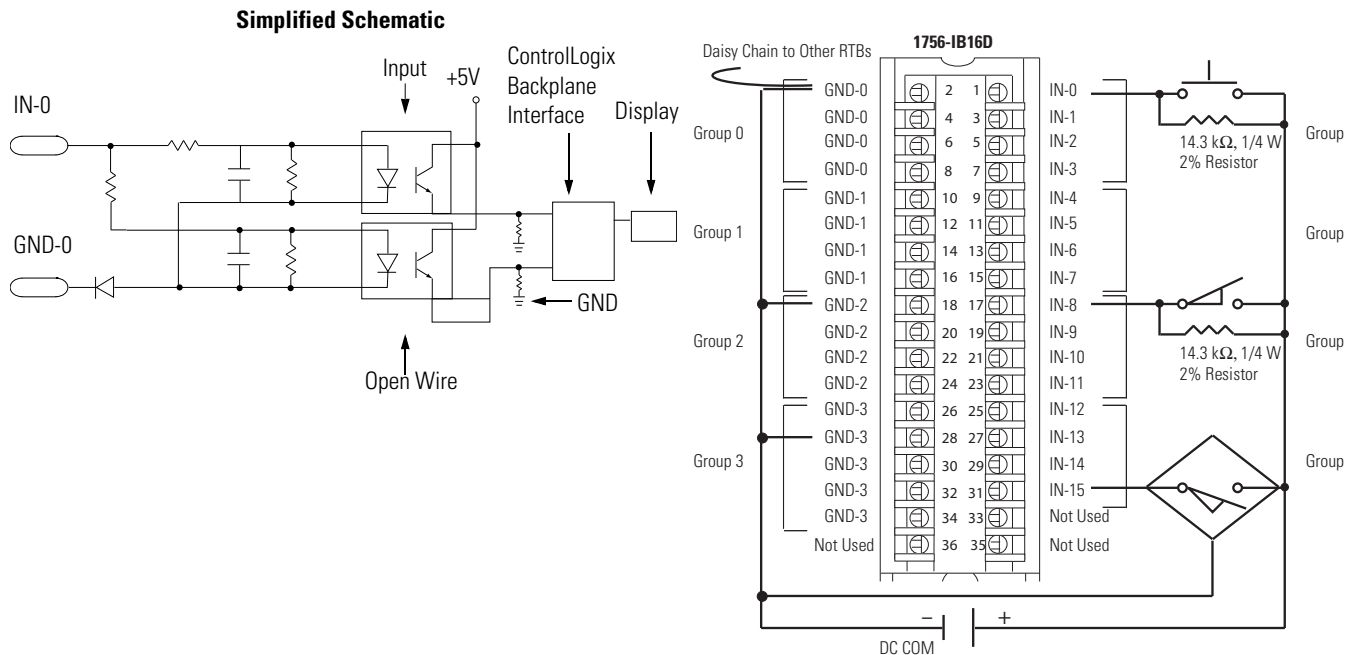 Simplified Schematic
IN-0
GND-0
Input
+5V
ControlLogix
Backplane
Interface
Display
GND
Open Wire
Daisy Chain to Other RTBs
1756-IB16D
Group 0
Group 1
Group 2
Group 3
GND-0 2 1 IN-0
GND-0 4 3 IN-1
GND-0 6 5 IN-2
GND-0 8 7 IN-3
GND-1 10 9 IN-4
GND-1 12 11 IN-5
GND-1 14 13 IN-6
GND-1 16 15 IN-7
GND-2 18 17 IN-8
GND-2 20 19 IN-9
GND-2 22 21 IN-10
GND-2 24 23 IN-11
GND-3 26 25 IN-12
GND-3 28 27 IN-13
GND-3 30 29 IN-14
GND-3 32 31 IN-15
GND-3 34 33 Not Used
Not Used 36 35 Not Used
14.3 kΩ, 1/4 W
2% Resistor
14.3 kΩ, 1/4 W
2% Resistor
Group
Group
Group
Group
– +
DC COM